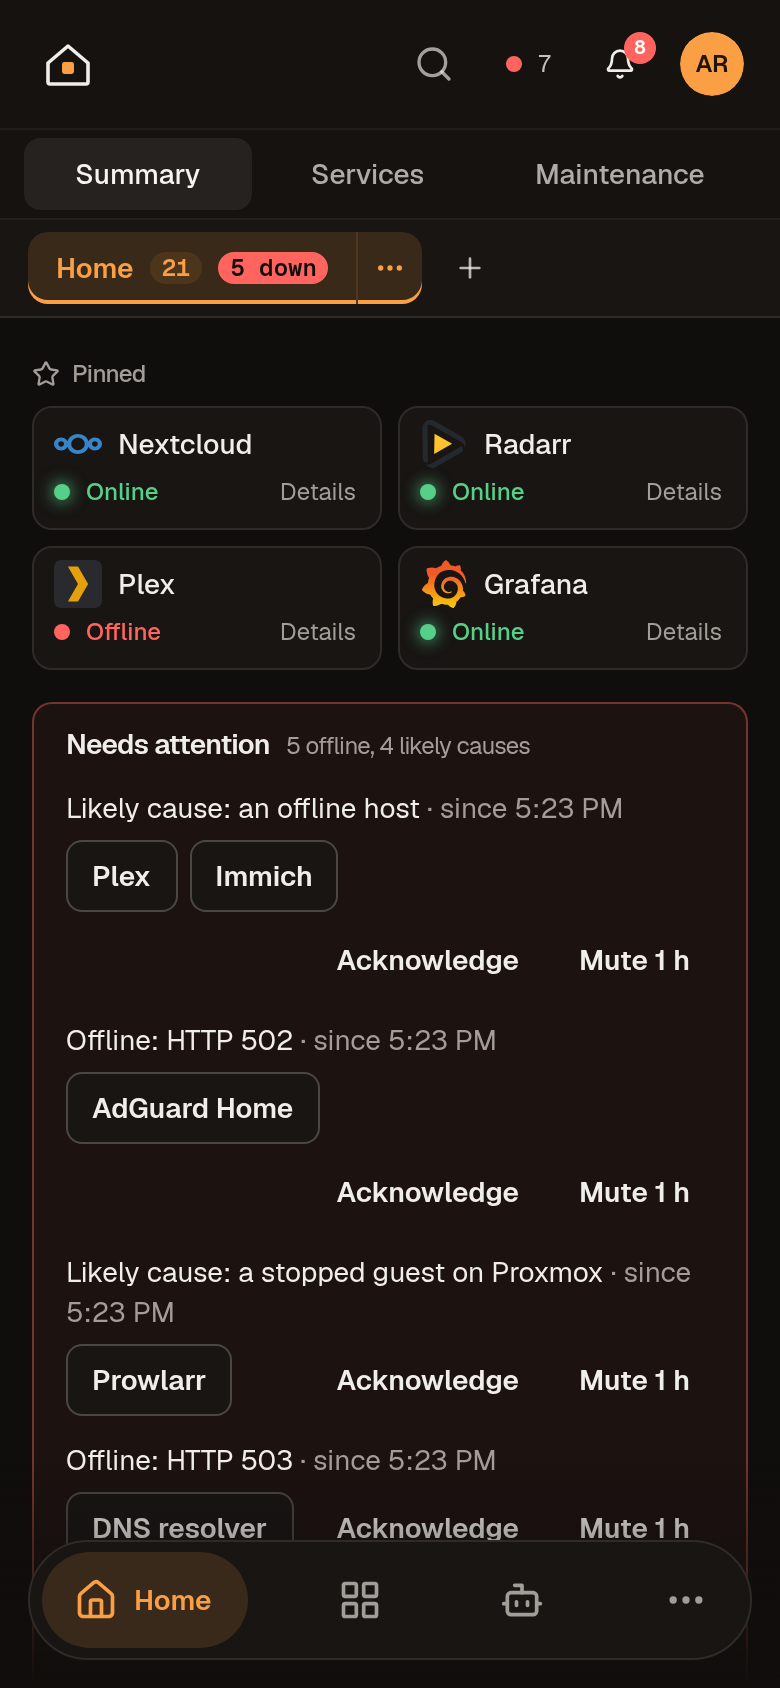 7
8
AR
Summary Services Maintenance
Home 21 5 down
Pinned
Nextcloud
Online Details
Radarr
Online Details
Plex
Offline Details
Grafana
Online Details
Needs attention 5 offline, 4 likely causes
Likely cause: an offline host · since 5:23 PM
Plex Immich
Acknowledge Mute 1 h
Offline: HTTP 502 · since 5:23 PM
AdGuard Home
Acknowledge Mute 1 h
Likely cause: a stopped guest on Proxmox · since
5:23 PM
Prowlarr Acknowledge Mute 1 h
Offline: HTTP 503 · since 5:23 PM
DNS resolver Acknowledge Mute 1 h
Home